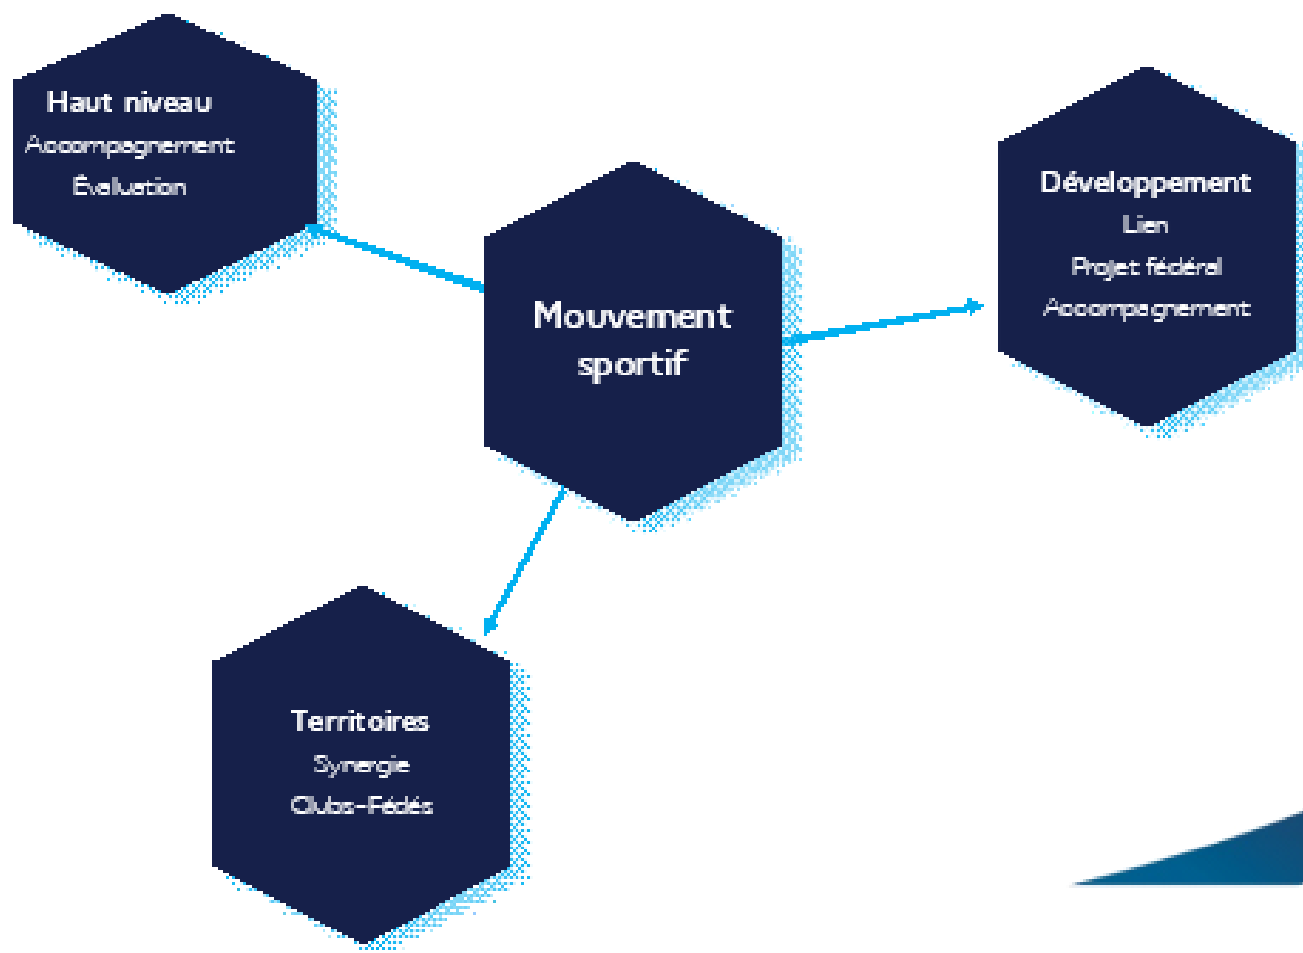 Haut niveau
Accompagnement
Évaluation
Mouvement
sportif
Développement
Lien
Projet fédéral
Accompagnement
Territoires
Synergie
Clubs-Fédés